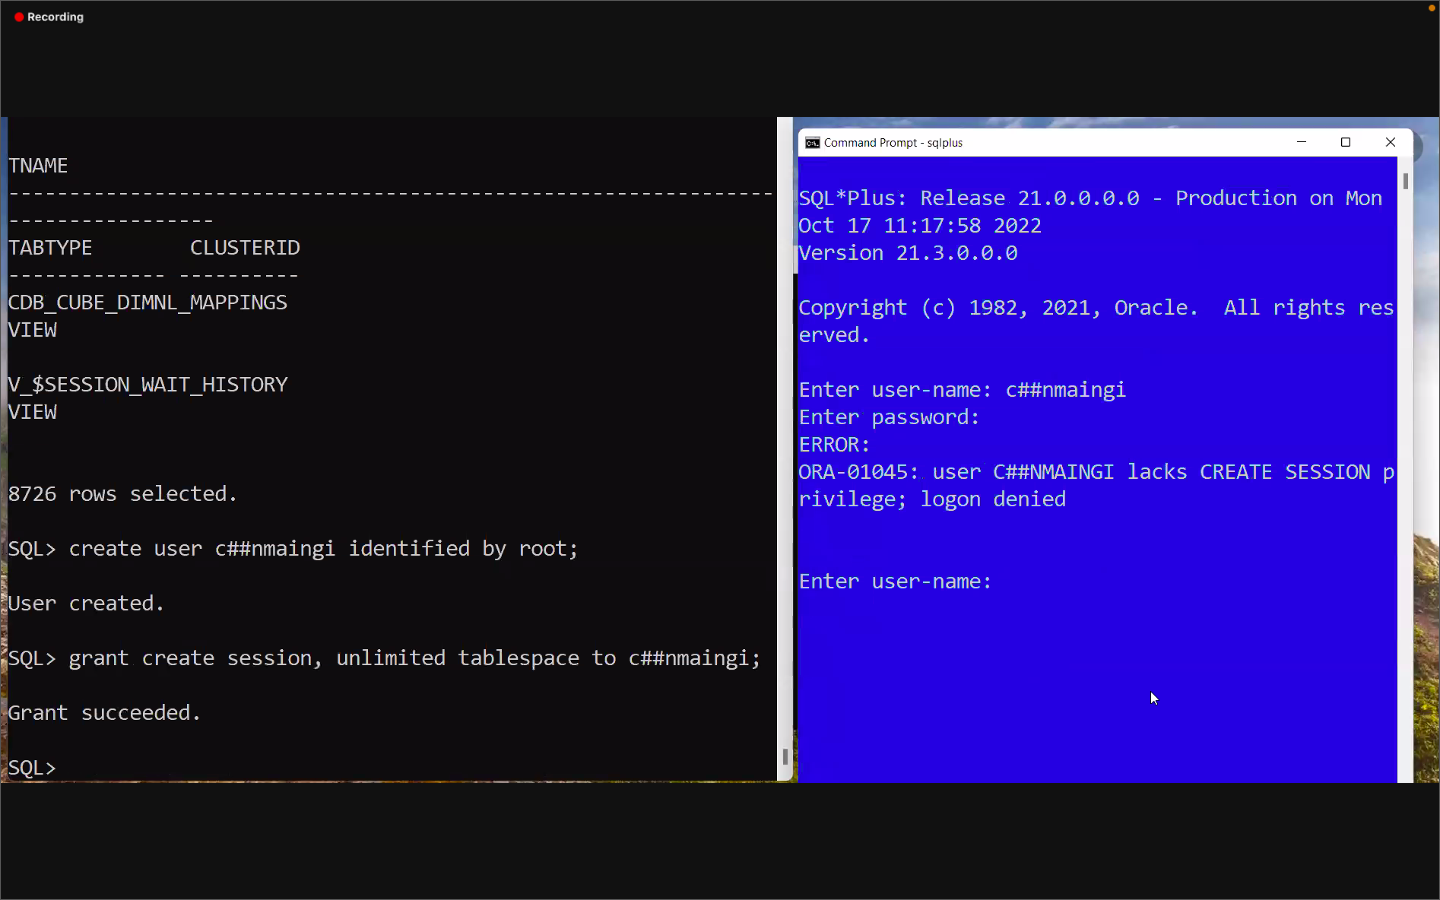 Recording
TNAME
---------------------------------------------------------------
-----------------
TABTYPE CLUSTERID
------------- ----------
CDB_CUBE_DIMNL_MAPPINGS
VIEW
V_$SESSION_WAIT_HISTORY
VIEW
8726 rows selected.
SQL> create user c##nmaingi identified by root;
User created.
SQL> grant create session, unlimited tablespace to c##nmaingi;
Grant succeeded.
SQL>
Command Prompt - sqlplus
SQL*Plus: Release 21.0.0.0.0 - Production on Mon
Oct 17 11:17:58 2022
Version 21.3.0.0.0
Copyright (c) 1982, 2021, Oracle.  All rights res
erved.
Enter user-name: c##nmaingi
Enter password:
ERROR:
ORA-01045: user C##NMAINGI lacks CREATE SESSION p
rivilege; logon denied
Enter user-name: